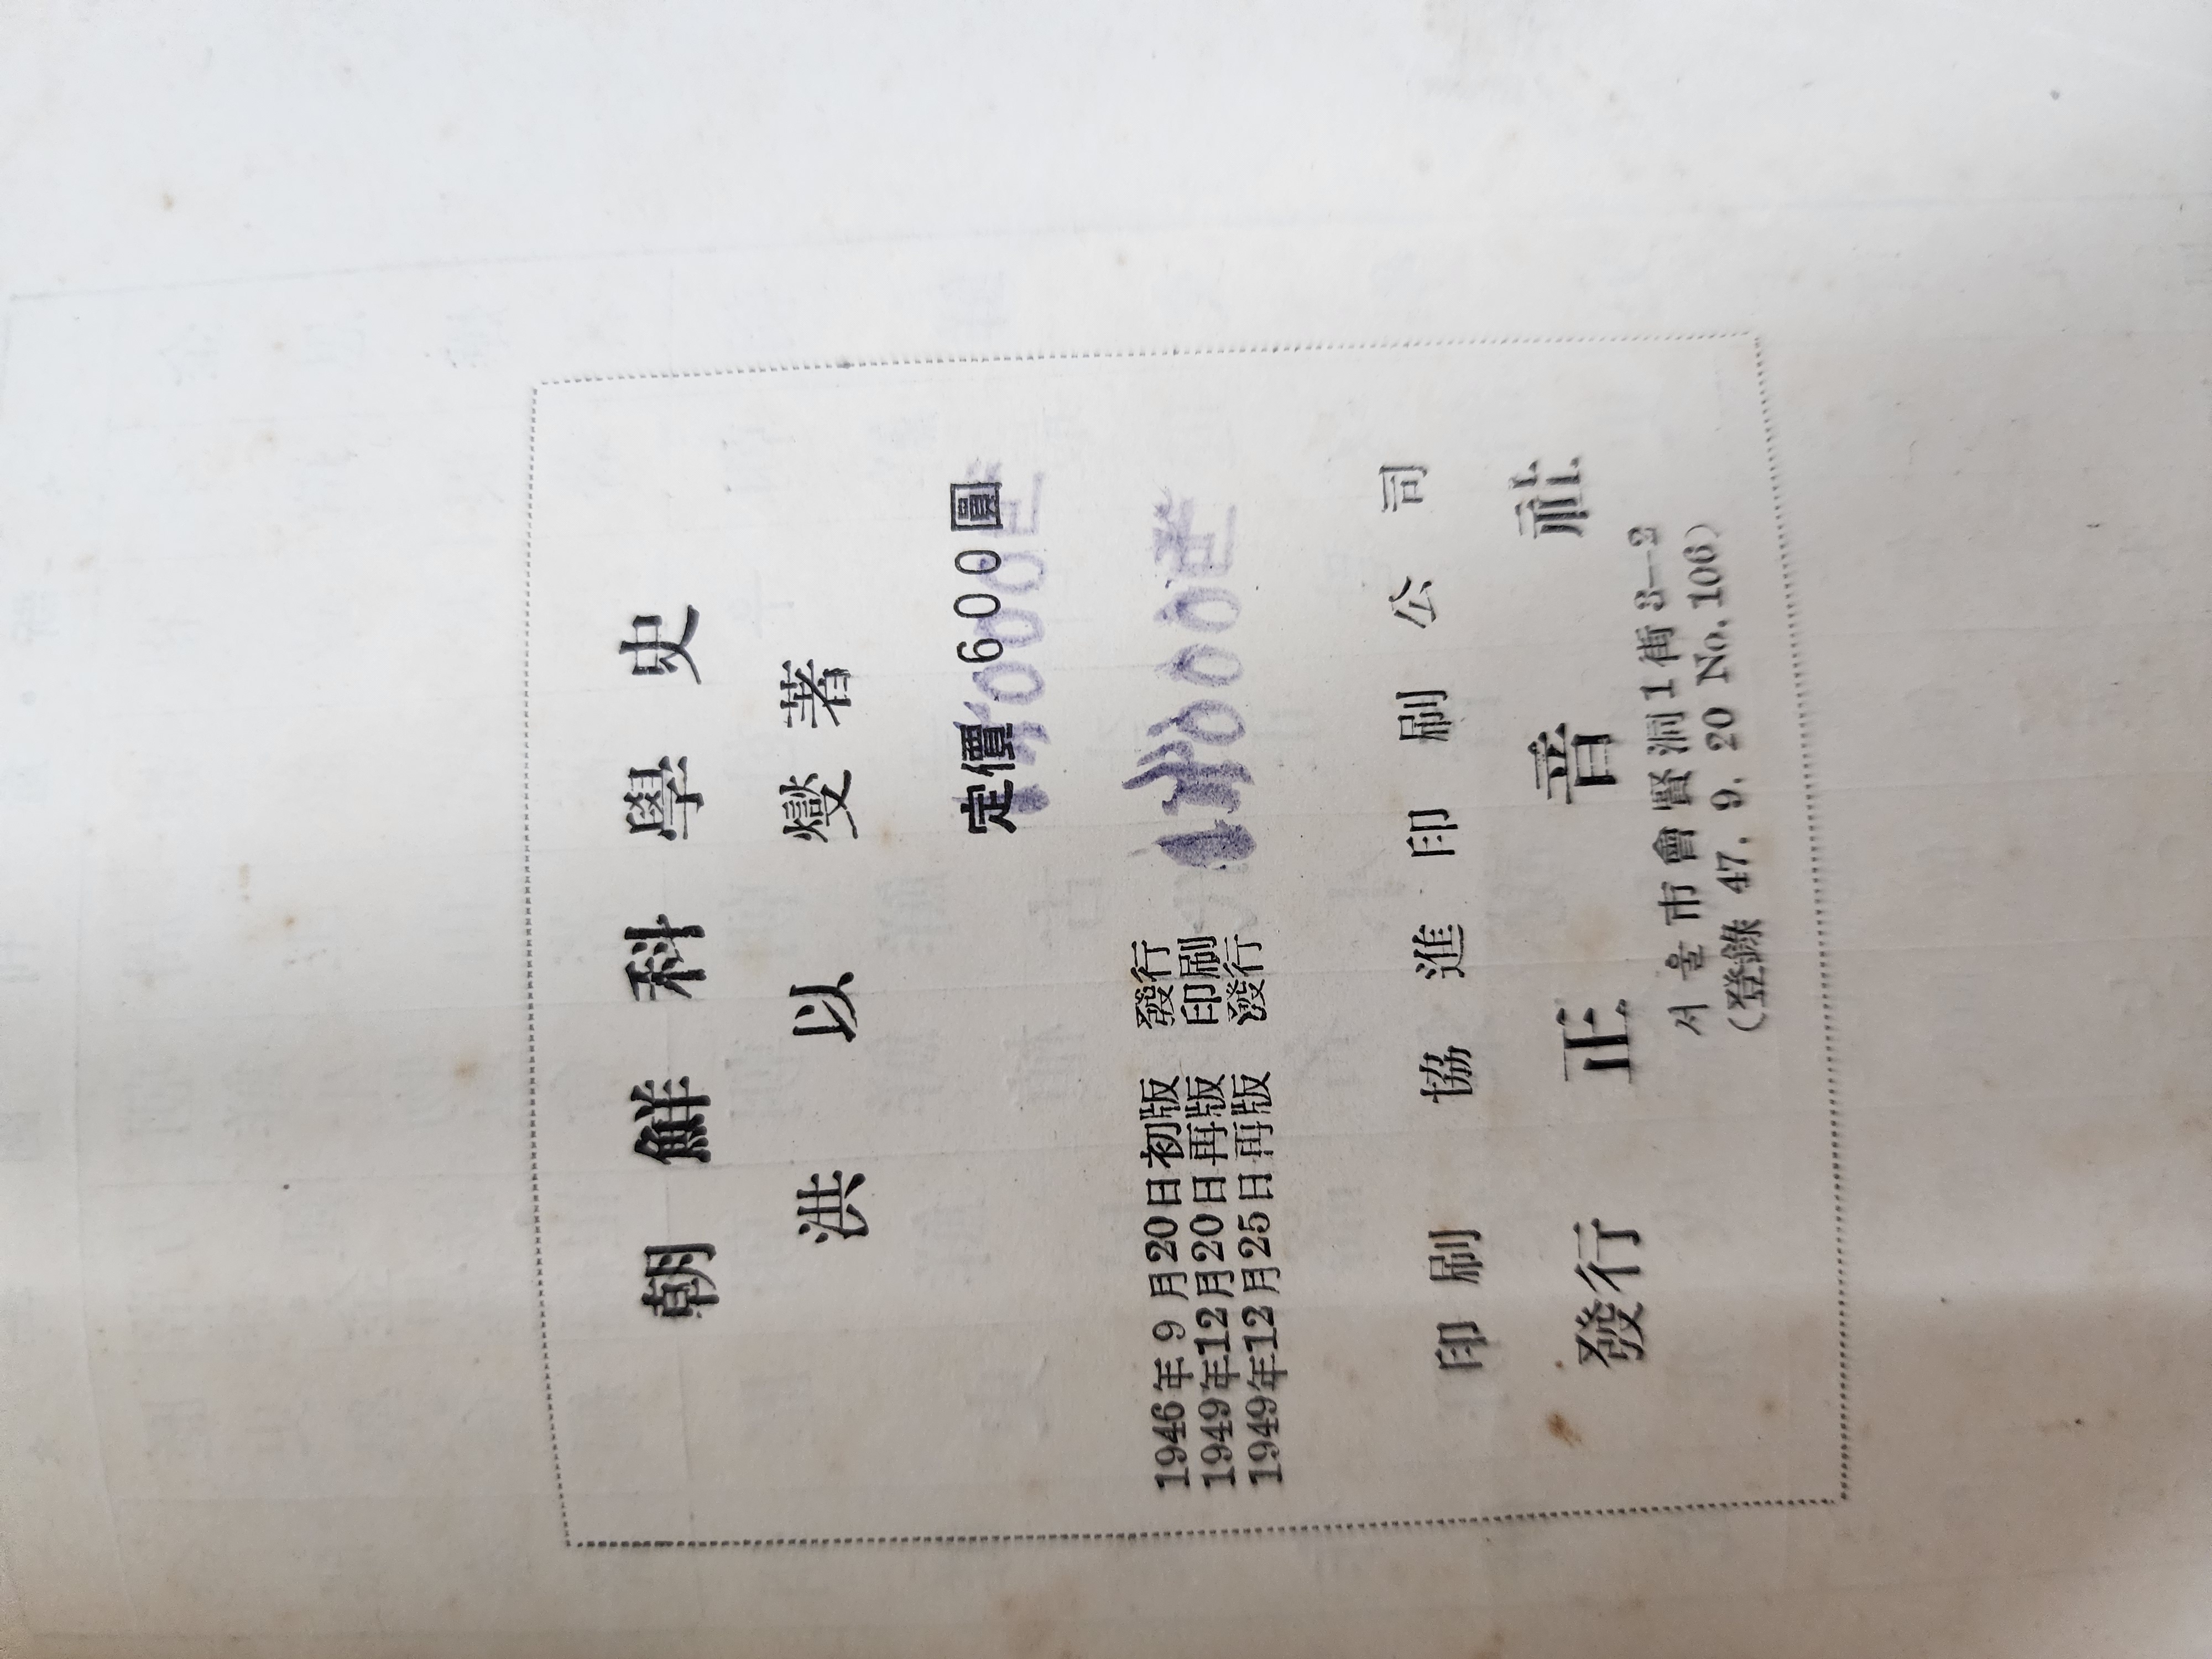 朝鮮科學史
洪以燮著
定價600圓
1946年9月20日初版發行
1949年12月20日再版印刷
1949年12月25日再版發行
印刷 協進印刷公司
發行 正音社
서울市會賢洞1街3—2
(登錄 47. 9. 20 No. 106)